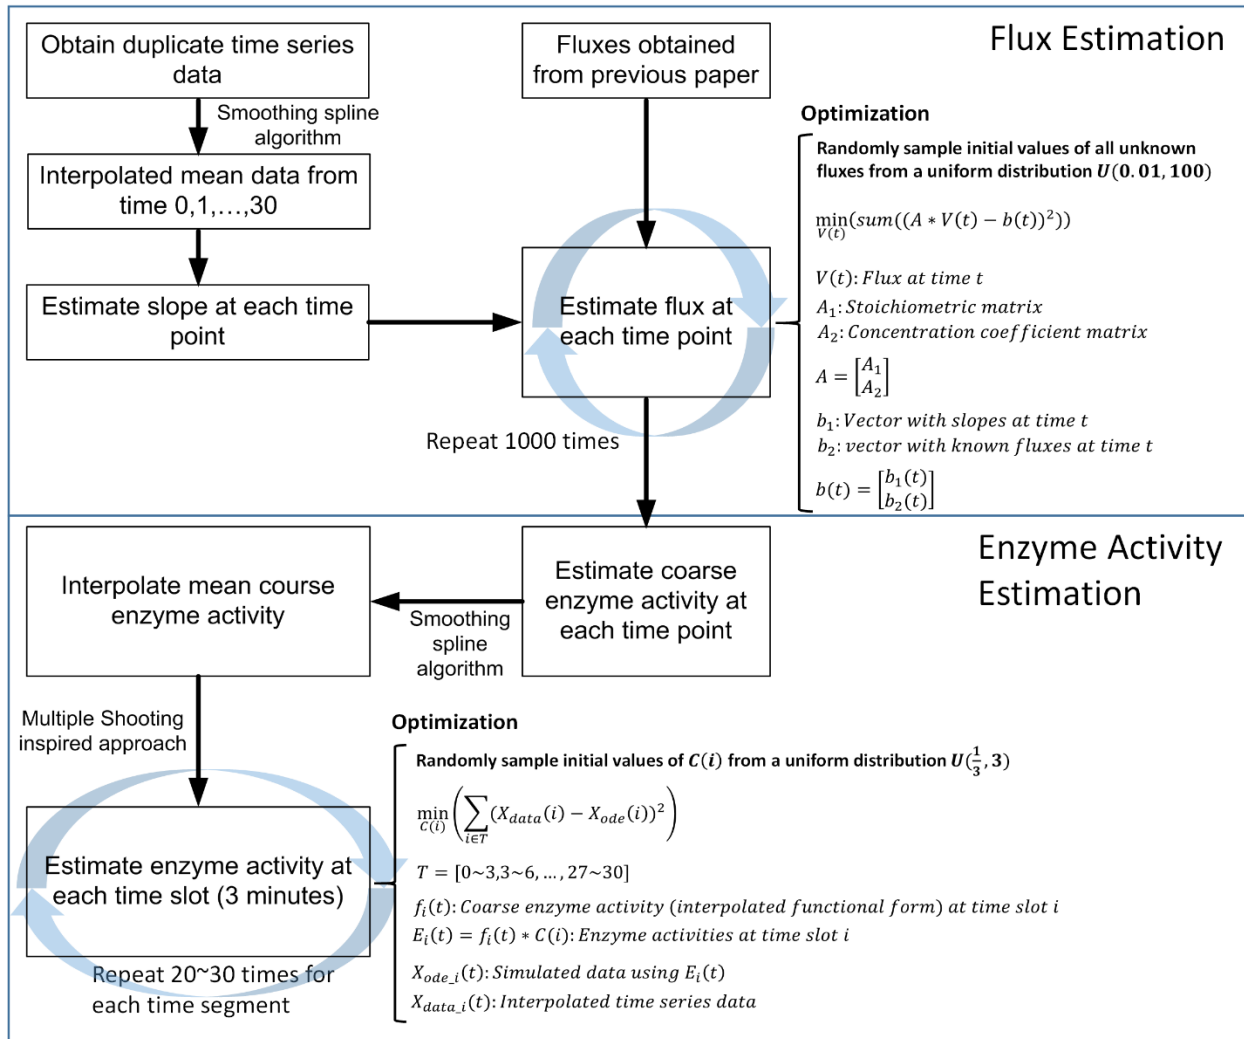 Flux Estimation
Obtain duplicate time series
data
Smoothing spline
algorithm
Interpolated mean data from
time 0,1,...,30
Estimate slope at each time
point
Fluxes obtained
from previous paper
Estimate flux at
each time point
Repeat 1000 times
Optimization
Randomly sample initial values of all unknown
fluxes from a uniform distribution U(0.01, 100)
min_{V(t)}(sum((A * V(t) − b(t))²))
V(t): Flux at time t
A₁: Stoichiometric matrix
A₂: Concentration coefficient matrix
A = [A₁ A₂]
b₁: Vector with slopes at time t
b₂: vector with known fluxes at time t
b(t) = [b₁(t) b₂(t)]
Enzyme Activity
Estimation
Estimate coarse
enzyme activity at
each time point
Smoothing
spline
algorithm
Interpolate mean course
enzyme activity
Multiple Shooting
inspired approach
Estimate enzyme activity at
each time slot (3 minutes)
Repeat 20~30 times for
each time segment
Optimization
Randomly sample initial values of C(i) from a uniform distribution U(1/3, 3)
min_{C(i)} (∑_{i∈T} (X_data(i) − X_ode(i))²)
T = [0~3,3~6, ... , 27~30]
f_i(t): Coarse enzyme activity (interpolated functional form) at time slot i
E_i(t) = f_i(t) * C(i): Enzyme activities at time slot i
X_ode_i(t): Simulated data using E_i(t)
X_data_i(t): Interpolated time series data